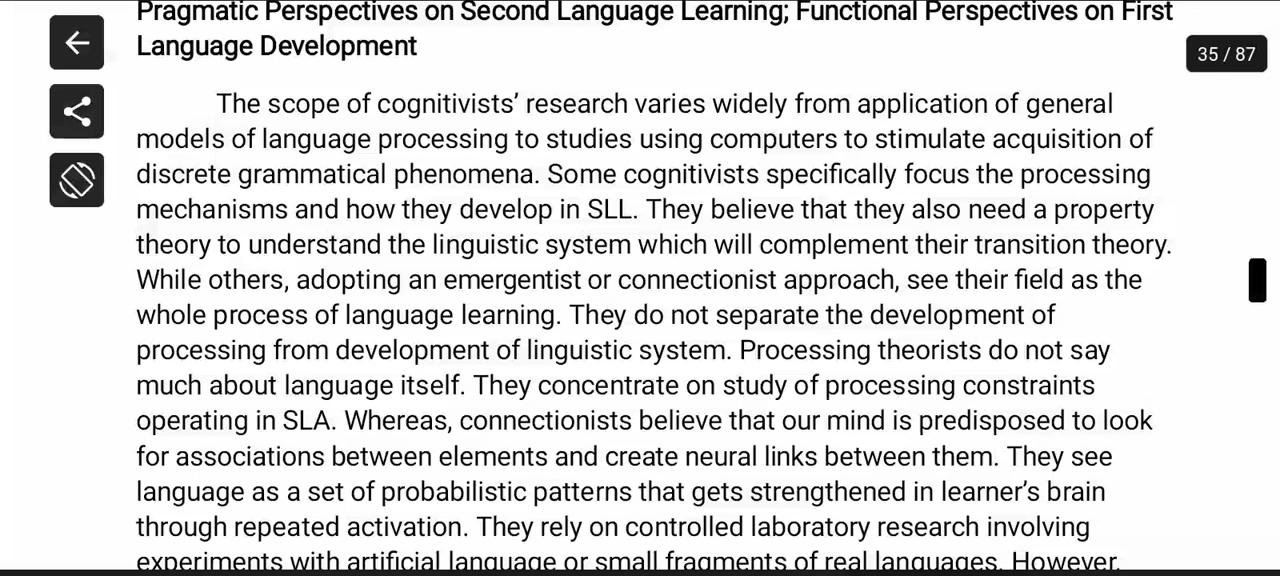 Pragmatic Perspectives on Second Language Learning; Functional Perspectives on First
Language Development
35 / 87
The scope of cognitivists’ research varies widely from application of general
models of language processing to studies using computers to stimulate acquisition of
discrete grammatical phenomena. Some cognitivists specifically focus the processing
mechanisms and how they develop in SLL. They believe that they also need a property
theory to understand the linguistic system which will complement their transition theory.
While others, adopting an emergentist or connectionist approach, see their field as the
whole process of language learning. They do not separate the development of
processing from development of linguistic system. Processing theorists do not say
much about language itself. They concentrate on study of processing constraints
operating in SLA. Whereas, connectionists believe that our mind is predisposed to look
for associations between elements and create neural links between them. They see
language as a set of probabilistic patterns that gets strengthened in learner’s brain
through repeated activation. They rely on controlled laboratory research involving
experiments with artificial language or small fragments of real languages. However,